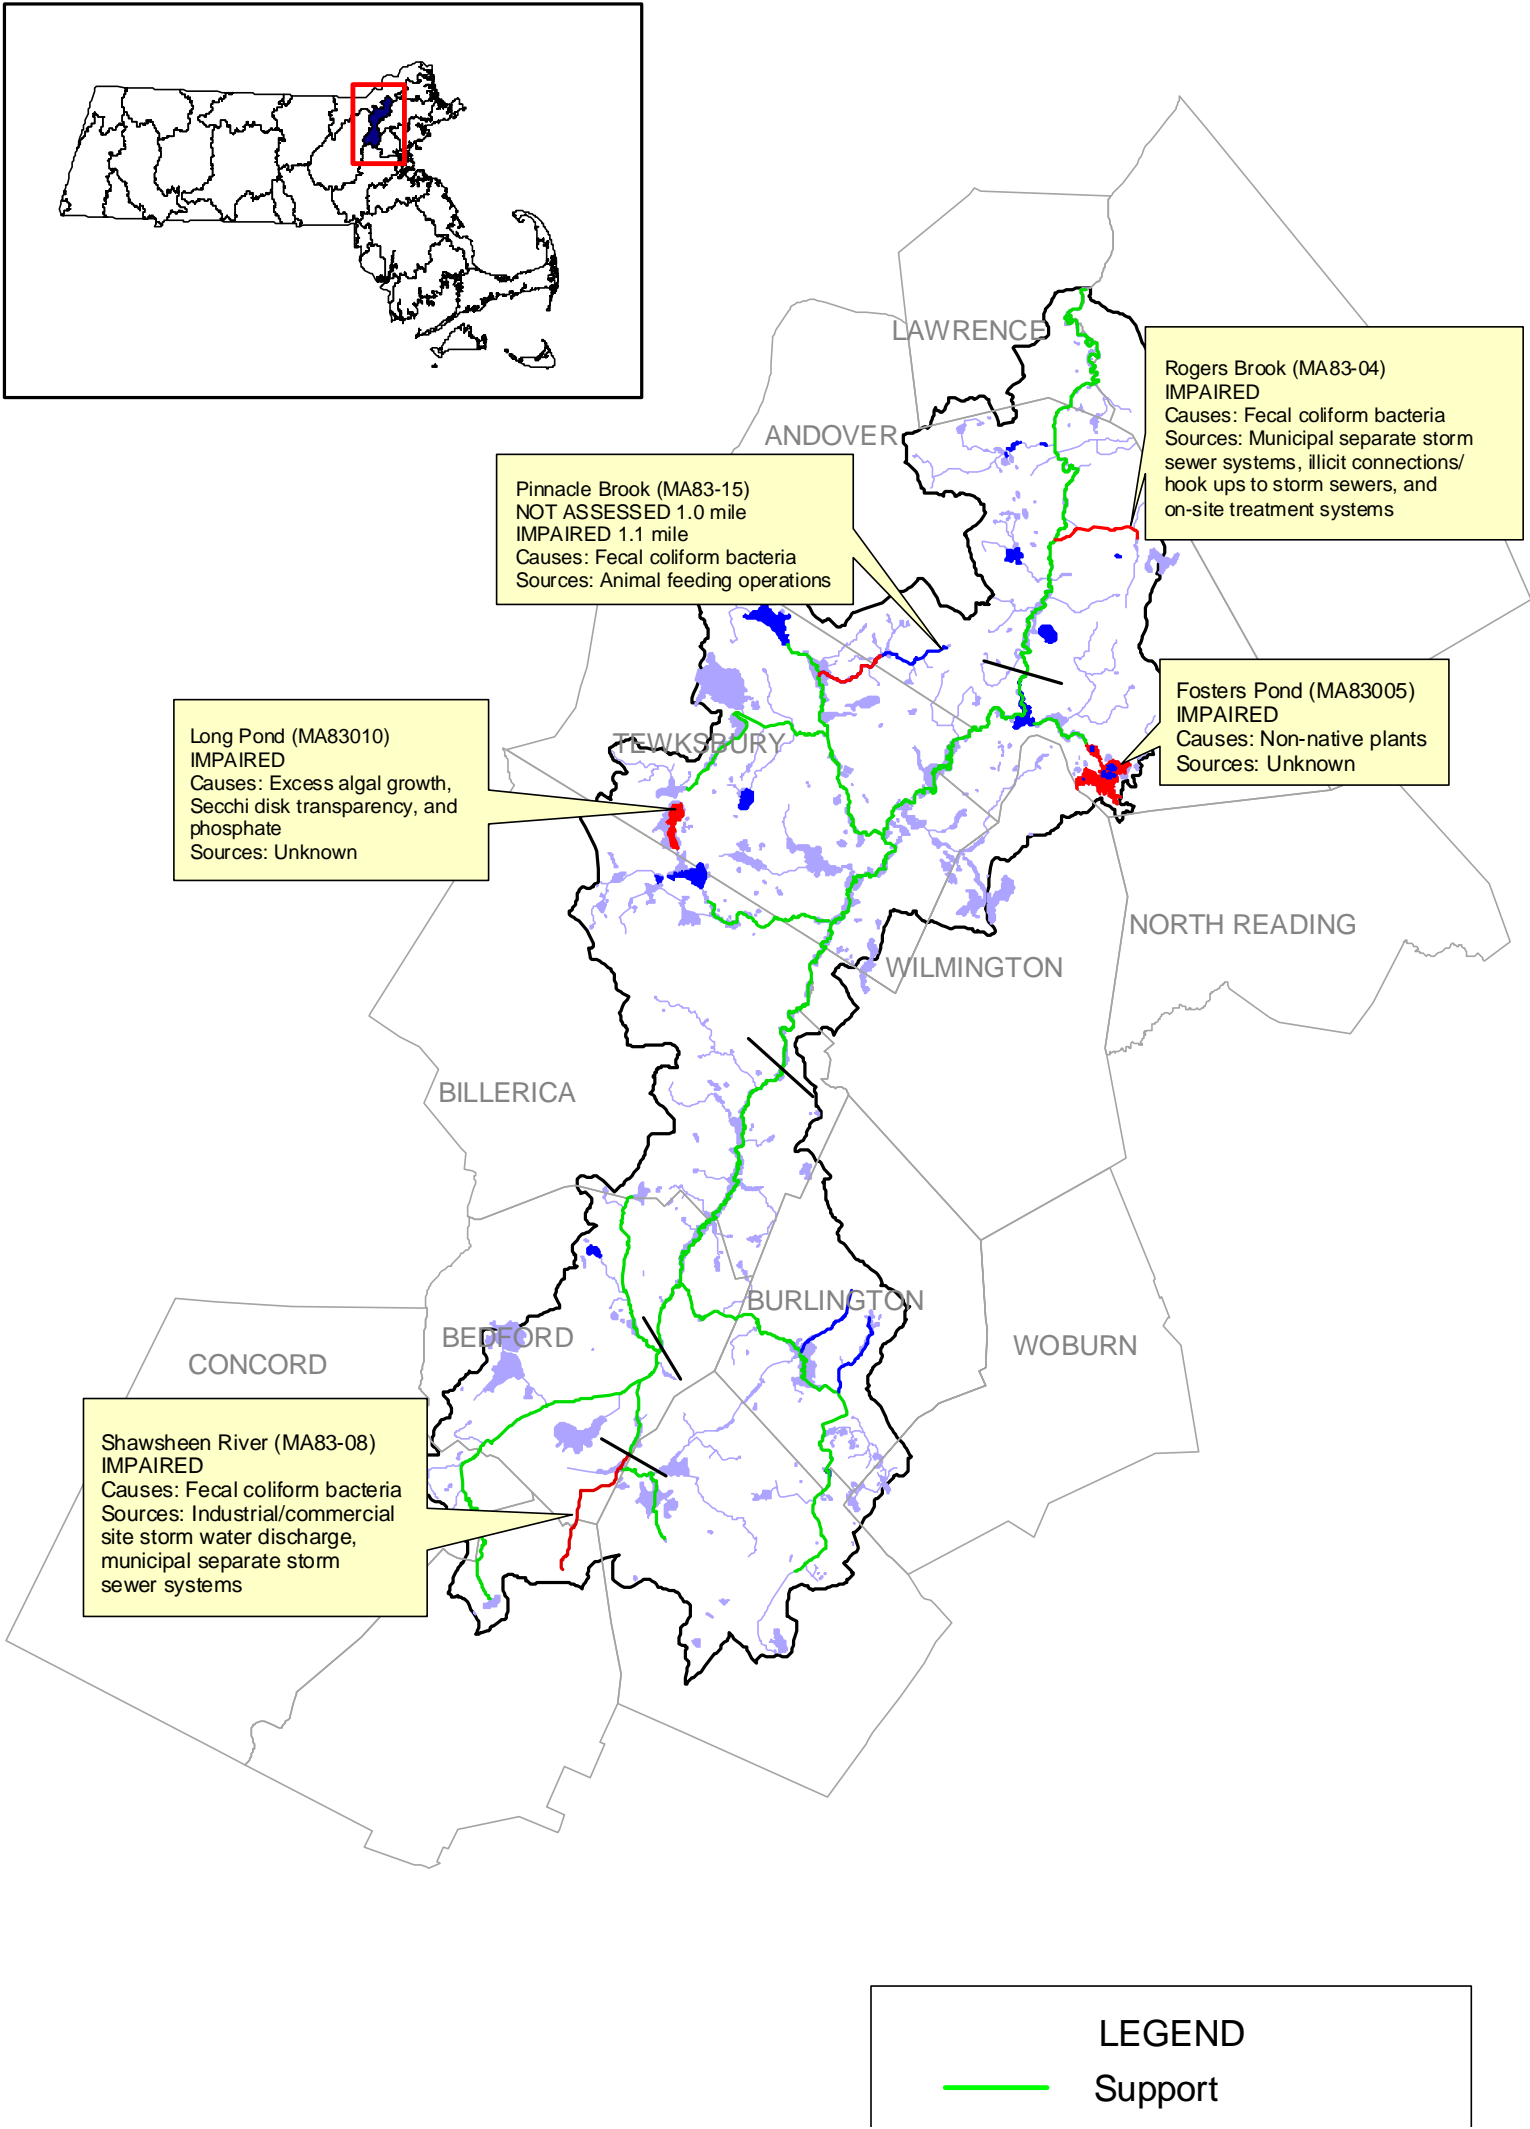 LAWRENCE
Rogers Brook (MA83-04)
IMPAIRED
Causes: Fecal coliform bacteria
Sources: Municipal separate storm
sewer systems, illicit connections/
hook ups to storm sewers, and
on-site treatment systems
ANDOVER
Pinnacle Brook (MA83-15)
NOT ASSESSED 1.0 mile
IMPAIRED 1.1 mile
Causes: Fecal coliform bacteria
Sources: Animal feeding operations
Fosters Pond (MA83005)
IMPAIRED
Causes: Non-native plants
Sources: Unknown
Long Pond (MA83010)
IMPAIRED
Causes: Excess algal growth,
Secchi disk transparency, and
phosphate
Sources: Unknown
TEWKSBURY
NORTH READING
WILMINGTON
BILLERICA
BURLINGTON
BEDFORD
WOBURN
CONCORD
Shawsheen River (MA83-08)
IMPAIRED
Causes: Fecal coliform bacteria
Sources: Industrial/commercial
site storm water discharge,
municipal separate storm
sewer systems
LEGEND
Support